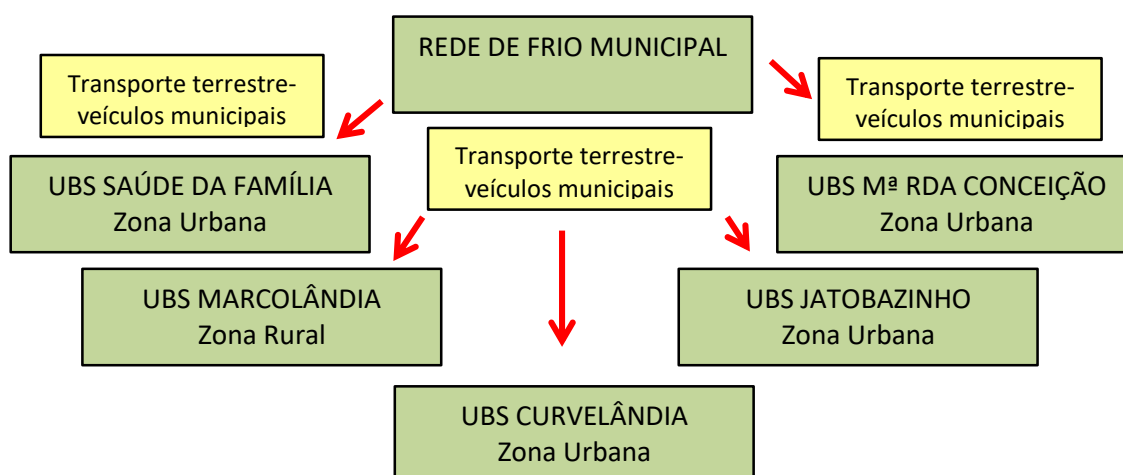 REDE DE FRIO MUNICIPAL
Transporte terrestre-
veículos municipais
Transporte terrestre-
veículos municipais
Transporte terrestre-
veículos municipais
UBS SAÚDE DA FAMÍLIA
Zona Urbana
UBS Mª RDA CONCEIÇÃO
Zona Urbana
UBS MARCOLÂNDIA
Zona Rural
UBS JATOBAZINHO
Zona Urbana
UBS CURVELÂNDIA
Zona Urbana